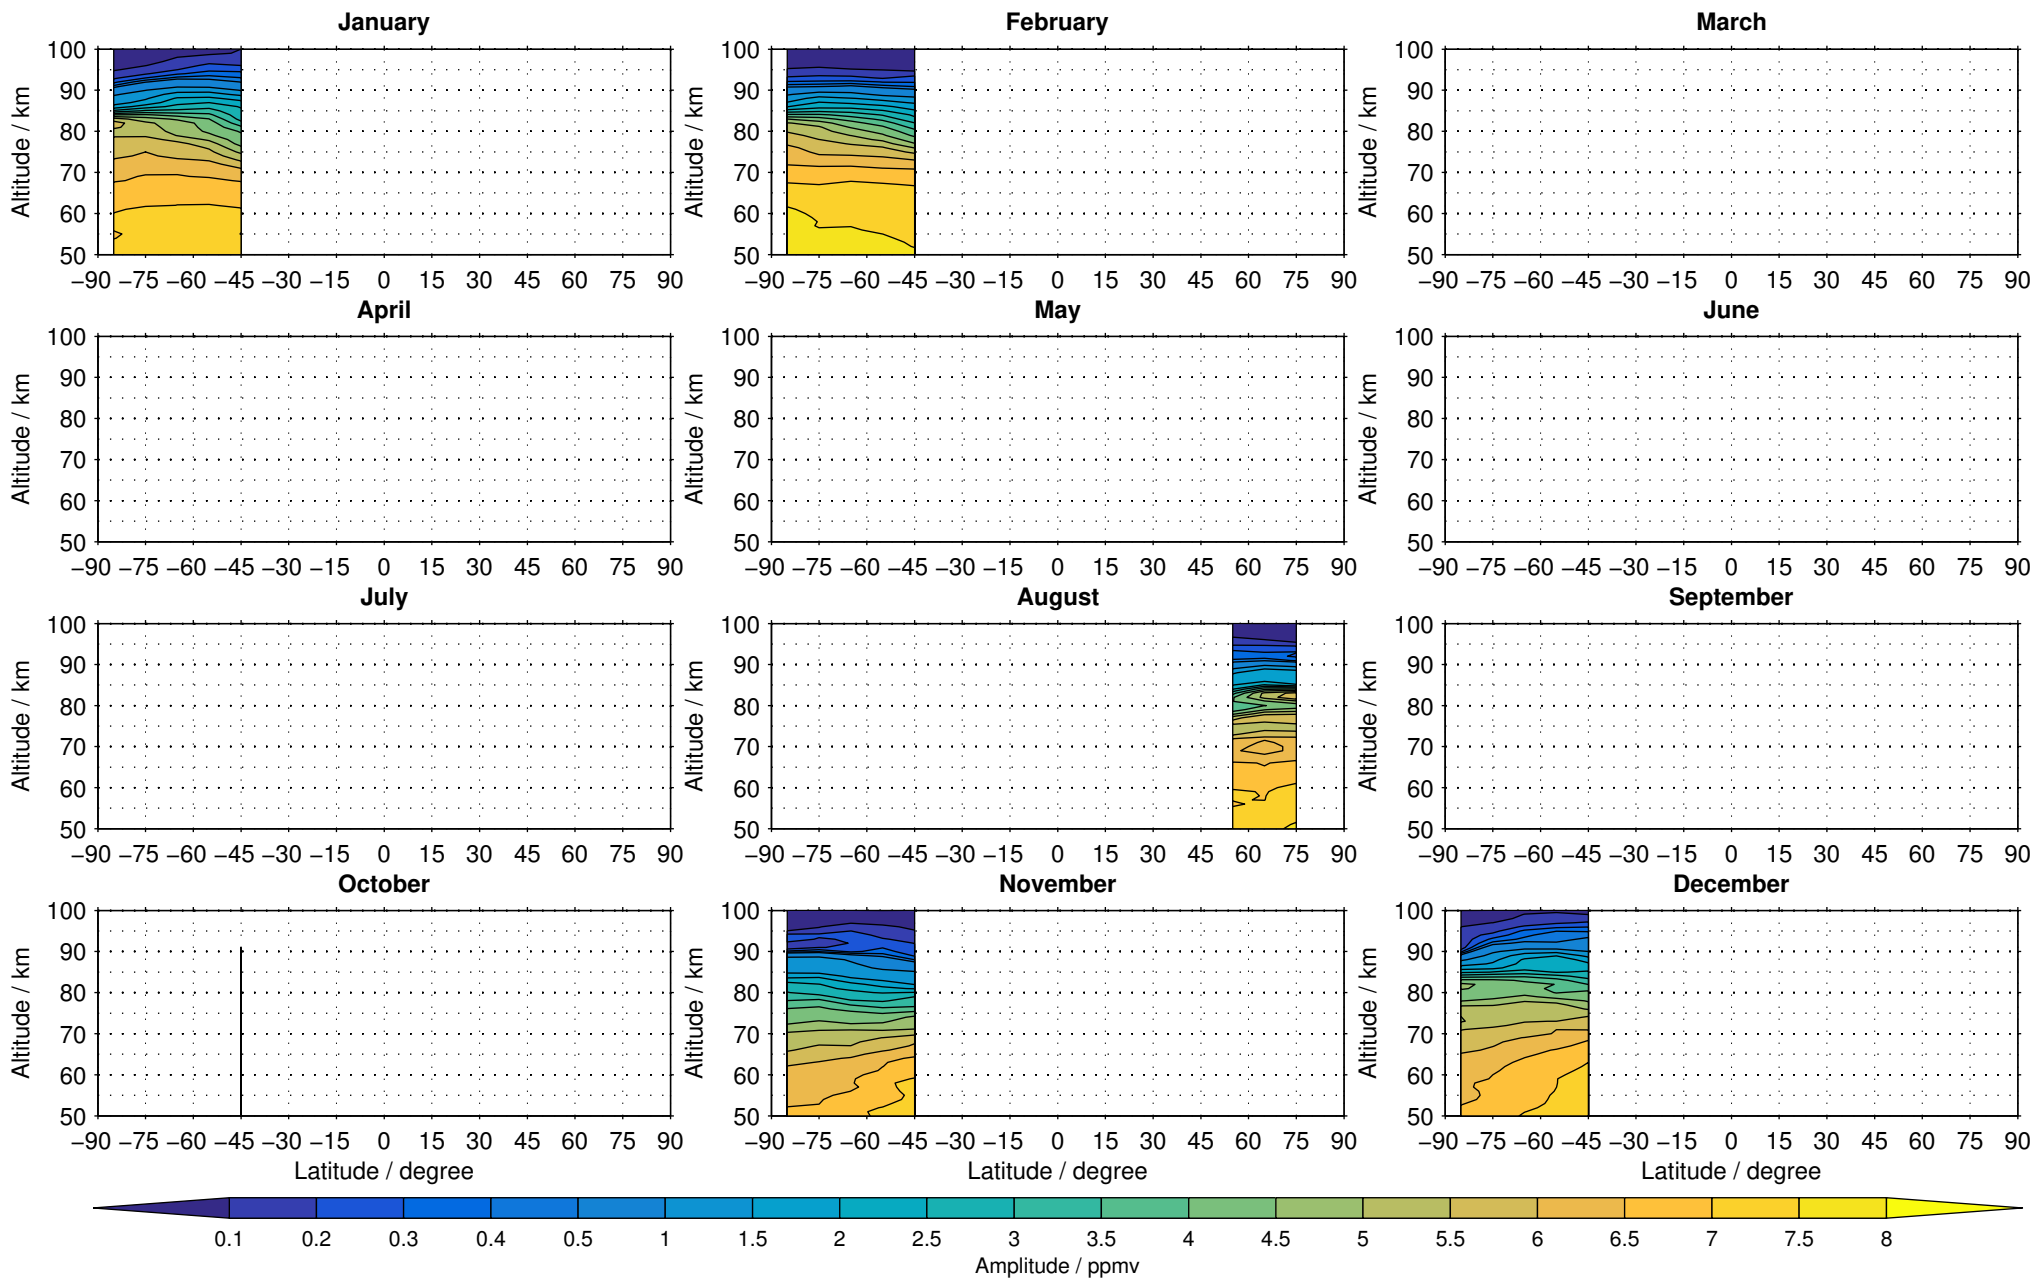 January February March
100 100 100
90 90 90
80 80 80
70 70 70
60 60 60
50 50 50
Altitude / km Altitude / km Altitude / km
−90 −75 −60 −45 −30 −15 0 15 30 45 60 75 90 −90 −75 −60 −45 −30 −15 0 15 30 45 60 75 90 −90 −75 −60 −45 −30 −15 0 15 30 45 60 75 90
April May June
100 100 100
90 90 90
80 80 80
70 70 70
60 60 60
50 50 50
Altitude / km Altitude / km Altitude / km
−90 −75 −60 −45 −30 −15 0 15 30 45 60 75 90 −90 −75 −60 −45 −30 −15 0 15 30 45 60 75 90 −90 −75 −60 −45 −30 −15 0 15 30 45 60 75 90
July August September
100 100 100
90 90 90
80 80 80
70 70 70
60 60 60
50 50 50
Altitude / km Altitude / km Altitude / km
−90 −75 −60 −45 −30 −15 0 15 30 45 60 75 90 −90 −75 −60 −45 −30 −15 0 15 30 45 60 75 90 −90 −75 −60 −45 −30 −15 0 15 30 45 60 75 90
October November December
100 100 100
90 90 90
80 80 80
70 70 70
60 60 60
50 50 50
Altitude / km Altitude / km Altitude / km
−90 −75 −60 −45 −30 −15 0 15 30 45 60 75 90 −90 −75 −60 −45 −30 −15 0 15 30 45 60 75 90 −90 −75 −60 −45 −30 −15 0 15 30 45 60 75 90
Latitude / degree Latitude / degree Latitude / degree
0.1 0.2 0.3 0.4 0.5 1 1.5 2 2.5 3 3.5 4 4.5 5 5.5 6 6.5 7 7.5 8
Amplitude / ppmv